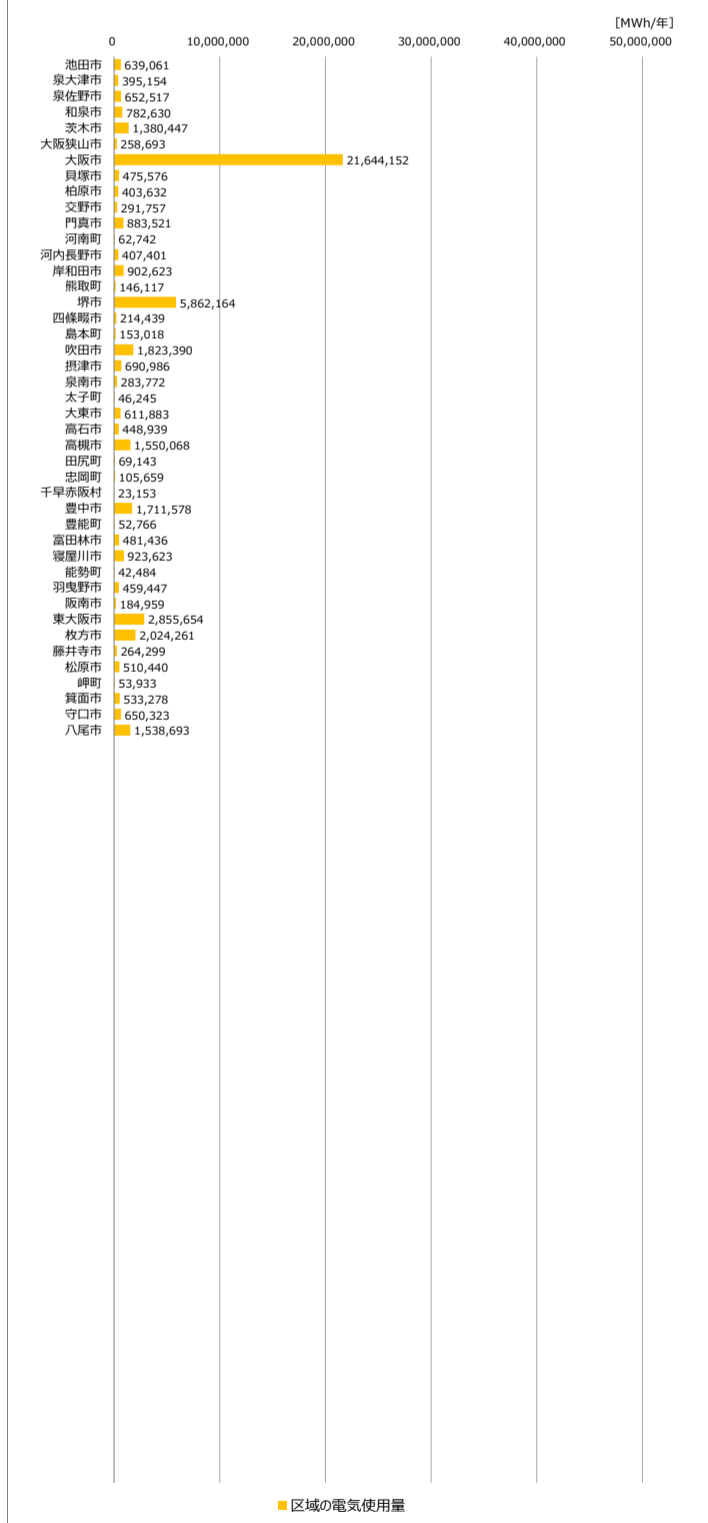 [MWh/年]
0 10,000,000 20,000,000 30,000,000 40,000,000 50,000,000
池田市 639,061
泉大津市 395,154
泉佐野市 652,517
和泉市 782,630
茨木市 1,380,447
大阪狭山市 258,693
大阪市 21,644,152
貝塚市 475,576
柏原市 403,632
交野市 291,757
門真市 883,521
河南町 62,742
河内長野市 407,401
岸和田市 902,623
熊取町 146,117
堺市 5,862,164
四條畷市 214,439
島本町 153,018
吹田市 1,823,390
摂津市 690,986
泉南市 283,772
太子町 46,245
大東市 611,883
高石市 448,939
高槻市 1,550,068
田尻町 69,143
忠岡町 105,659
千早赤阪村 23,153
豊中市 1,711,578
豊能町 52,766
富田林市 481,436
寝屋川市 923,623
能勢町 42,484
羽曳野市 459,447
阪南市 184,959
東大阪市 2,855,654
枚方市 2,024,261
藤井寺市 264,299
松原市 510,440
岬町 53,933
箕面市 533,278
守口市 650,323
八尾市 1,538,693
区域の電気使用量